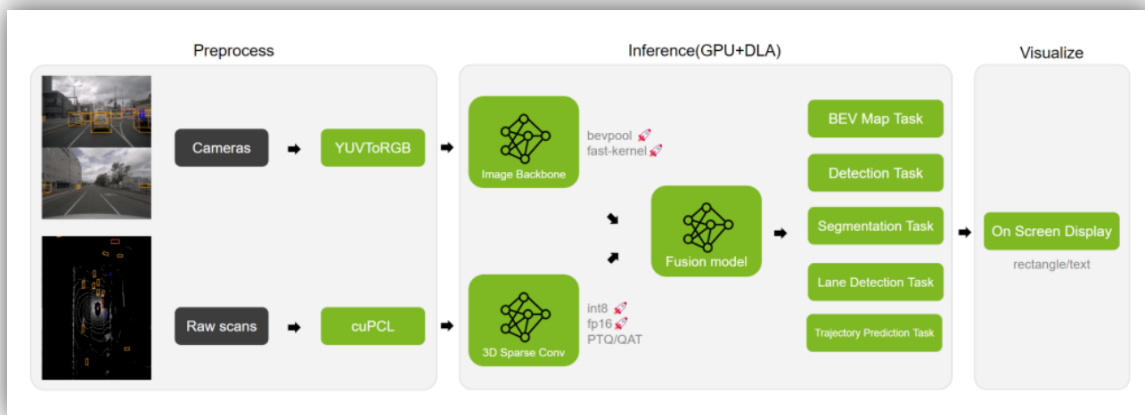 Preprocess
Inference(GPU+DLA)
Visualize
Cameras
YUVToRGB
Image Backbone
bevpool
fast-kernel
Raw scans
cuPCL
3D Sparse Conv
int8
fp16
PTQ/QAT
Fusion model
BEV Map Task
Detection Task
Segmentation Task
Lane Detection Task
Trajectory Prediction Task
On Screen Display
rectangle/text